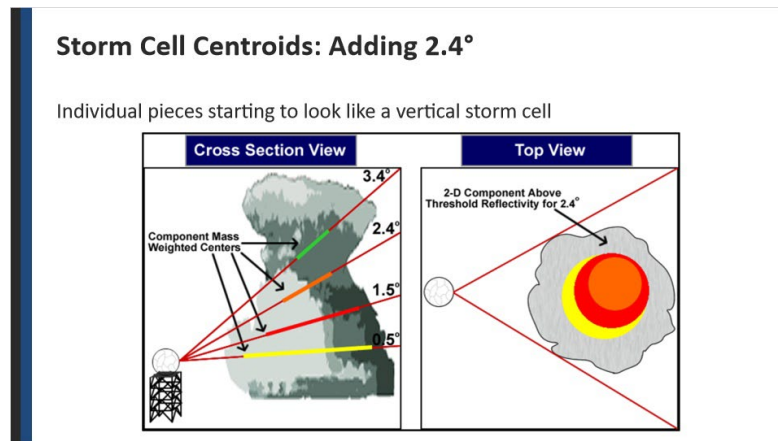 Storm Cell Centroids: Adding 2.4°
Individual pieces starting to look like a vertical storm cell
Cross Section View
3.4°
2.4°
1.5°
0.5°
Component Mass
Weighted Centers
Top View
2-D Component Above
Threshold Reflectivity for 2.4°